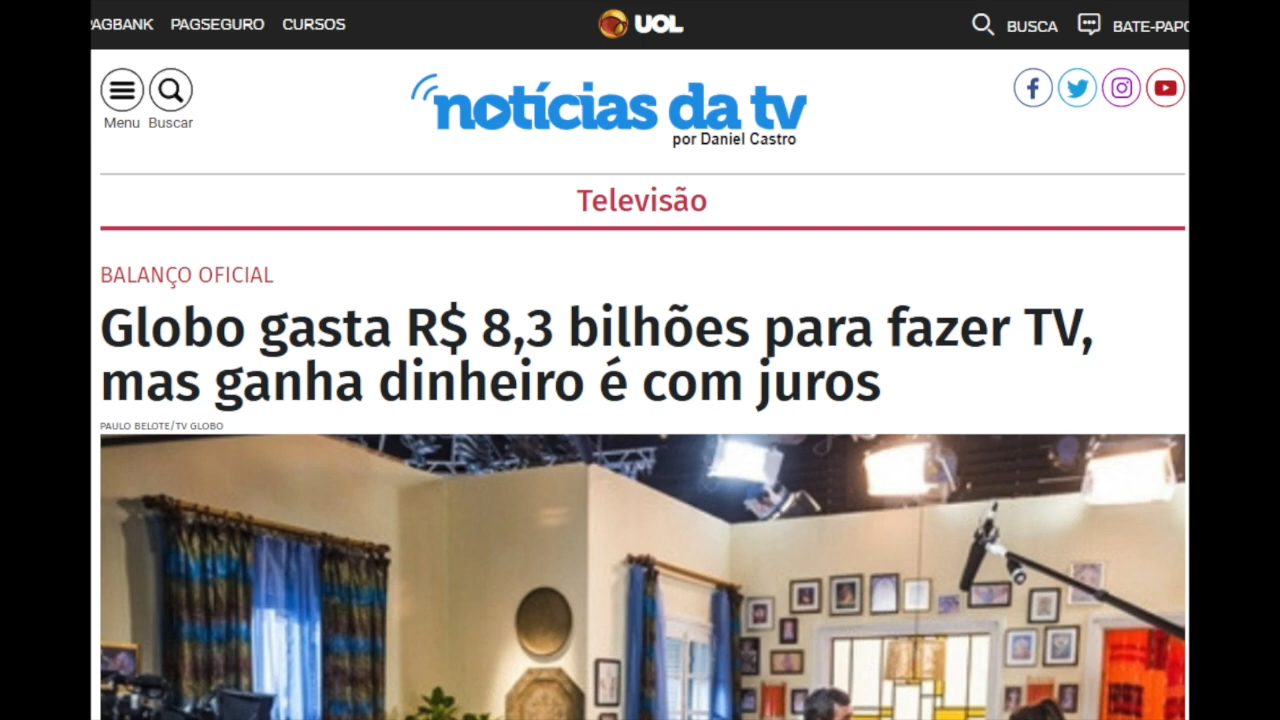 PAGBANK PAGSEGURO CURSOS UOL BUSCA BATE-PAPO
Menu Buscar
notícias da tv
por Daniel Castro
Televisão
BALANÇO OFICIAL
Globo gasta R$ 8,3 bilhões para fazer TV,
mas ganha dinheiro é com juros
PAULO BELOTE/TV GLOBO